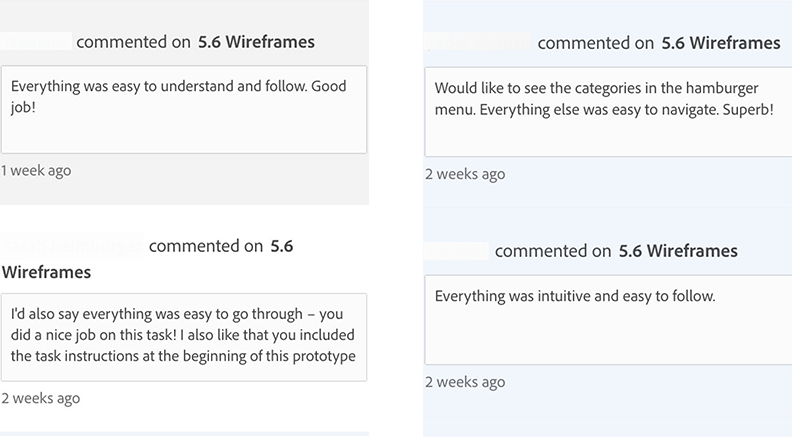 commented on 5.6 Wireframes
Everything was easy to understand and follow. Good
job!
1 week ago
commented on 5.6
Wireframes
I'd also say everything was easy to go through – you
did a nice job on this task! I also like that you included
the task instructions at the beginning of this prototype
2 weeks ago
commented on 5.6 Wireframes
Would like to see the categories in the hamburger
menu. Everything else was easy to navigate. Superb!
2 weeks ago
commented on 5.6 Wireframes
Everything was intuitive and easy to follow.
2 weeks ago